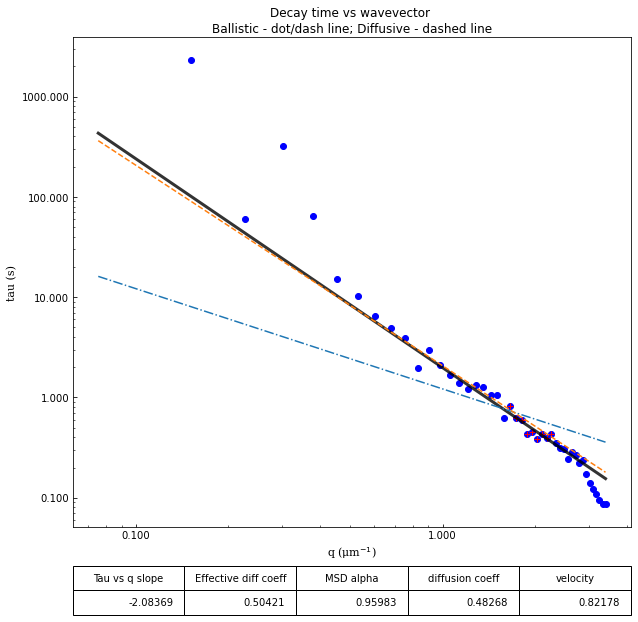 Decay time vs wavevector
Ballistic - dot/dash line; Diffusive - dashed line
tau (s)
1000.000
100.000
10.000
1.000
0.100
0.100 1.000
q (μm⁻¹)
Tau vs q slope Effective diff coeff MSD alpha diffusion coeff velocity
-2.08369 0.50421 0.95983 0.48268 0.82178